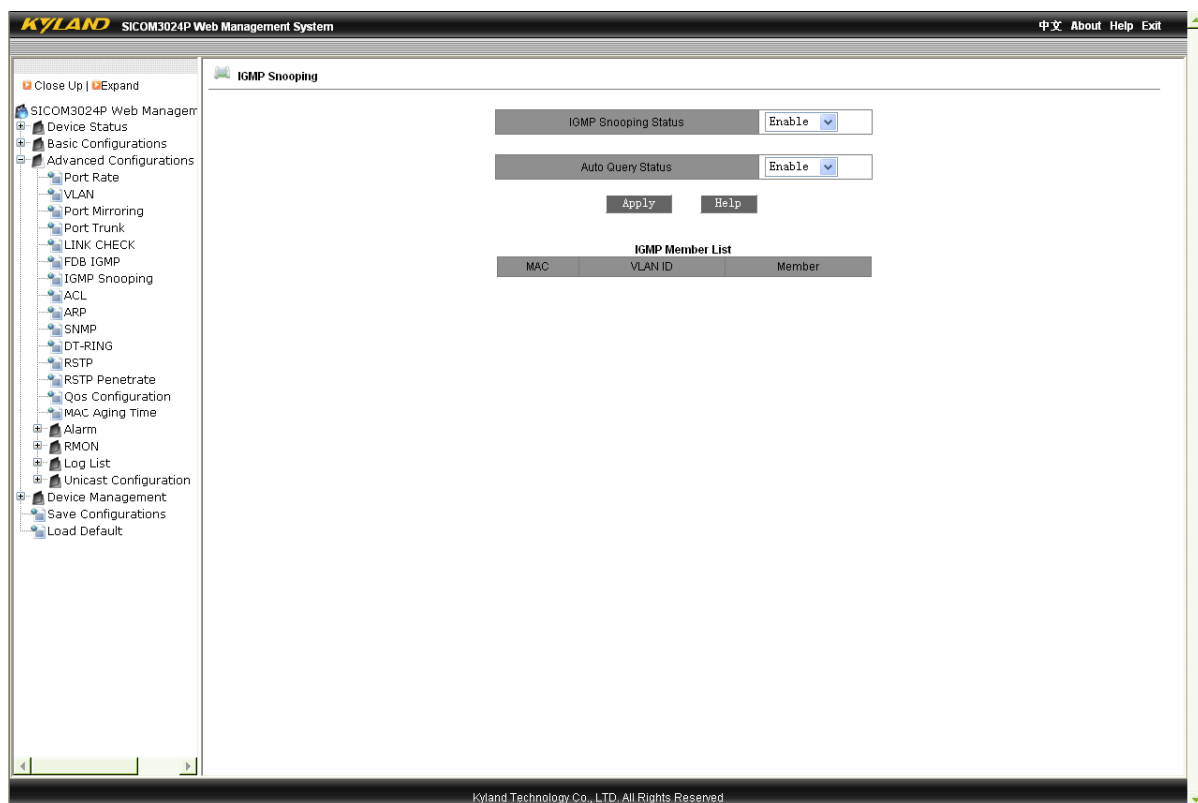 KYLAND SICOM3024P Web Management System 中文 About Help Exit
Close Up | Expand
SICOM3024P Web Managem
Device Status
Basic Configurations
Advanced Configurations
Port Rate
VLAN
Port Mirroring
Port Trunk
LINK CHECK
FDB IGMP
IGMP Snooping
ACL
ARP
SNMP
DT-RING
RSTP
RSTP Penetrate
Qos Configuration
MAC Aging Time
Alarm
RMON
Log List
Unicast Configuration
Device Management
Save Configurations
Load Default
IGMP Snooping
IGMP Snooping Status Enable
Auto Query Status Enable
Apply Help
IGMP Member List
MAC VLAN ID Member
Kyland Technology Co., LTD. All Rights Reserved